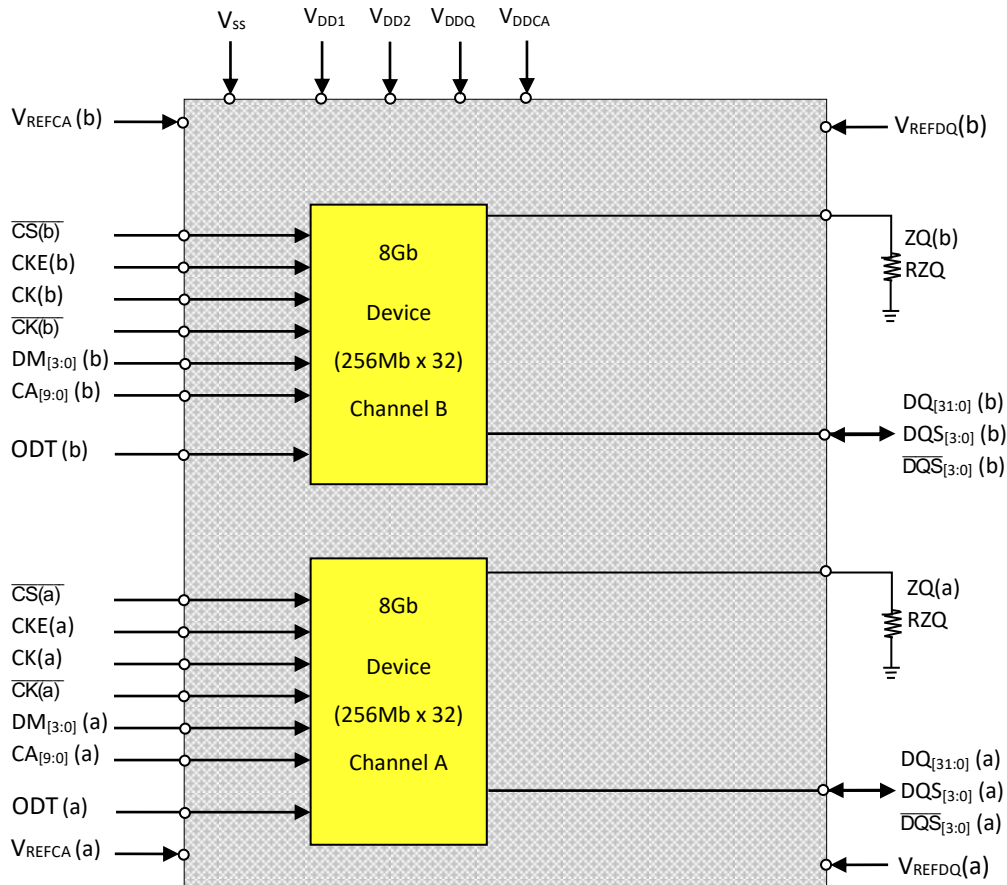 Vss VDD1 VDD2 VDDQ VDDCA
VREFCA (b)
VREFDQ(b)
CS(b)
CKE(b)
CK(b)
CK(b)
DM[3:0] (b)
CA[9:0] (b)
ODT (b)
8Gb
Device
(256Mb x 32)
Channel B
ZQ(b)
RZQ
DQ[31:0] (b)
DQS[3:0] (b)
DQS[3:0] (b)
CS(a)
CKE(a)
CK(a)
CK(a)
DM[3:0] (a)
CA[9:0] (a)
ODT (a)
VREFCA(a)
8Gb
Device
(256Mb x 32)
Channel A
ZQ(a)
RZQ
DQ[31:0] (a)
DQS[3:0] (a)
DQS[3:0] (a)
VREFDQ(a)